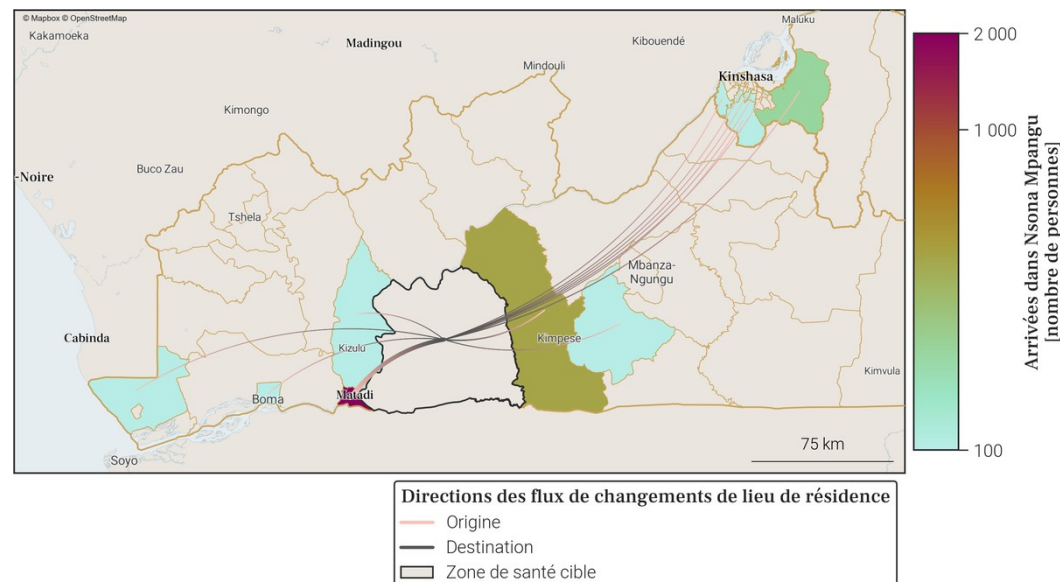 © Mapbox © OpenStreetMap
Kakamoeka
Madingou
Kibouendé
Maluku
Mindouli
Kinshasa
Kimongo
Buco Zau
-Noire
Tshela
Mbanza-
Ngungu
Cabinda
Kizulu
Kimpese
Kimvula
Boma
Matadi
Soyo
75 km
2 000
1 000
100
Arrivées dans Nsona Mpangu
[nombre de personnes]
Directions des flux de changements de lieu de résidence
Origine
Destination
Zone de santé cible